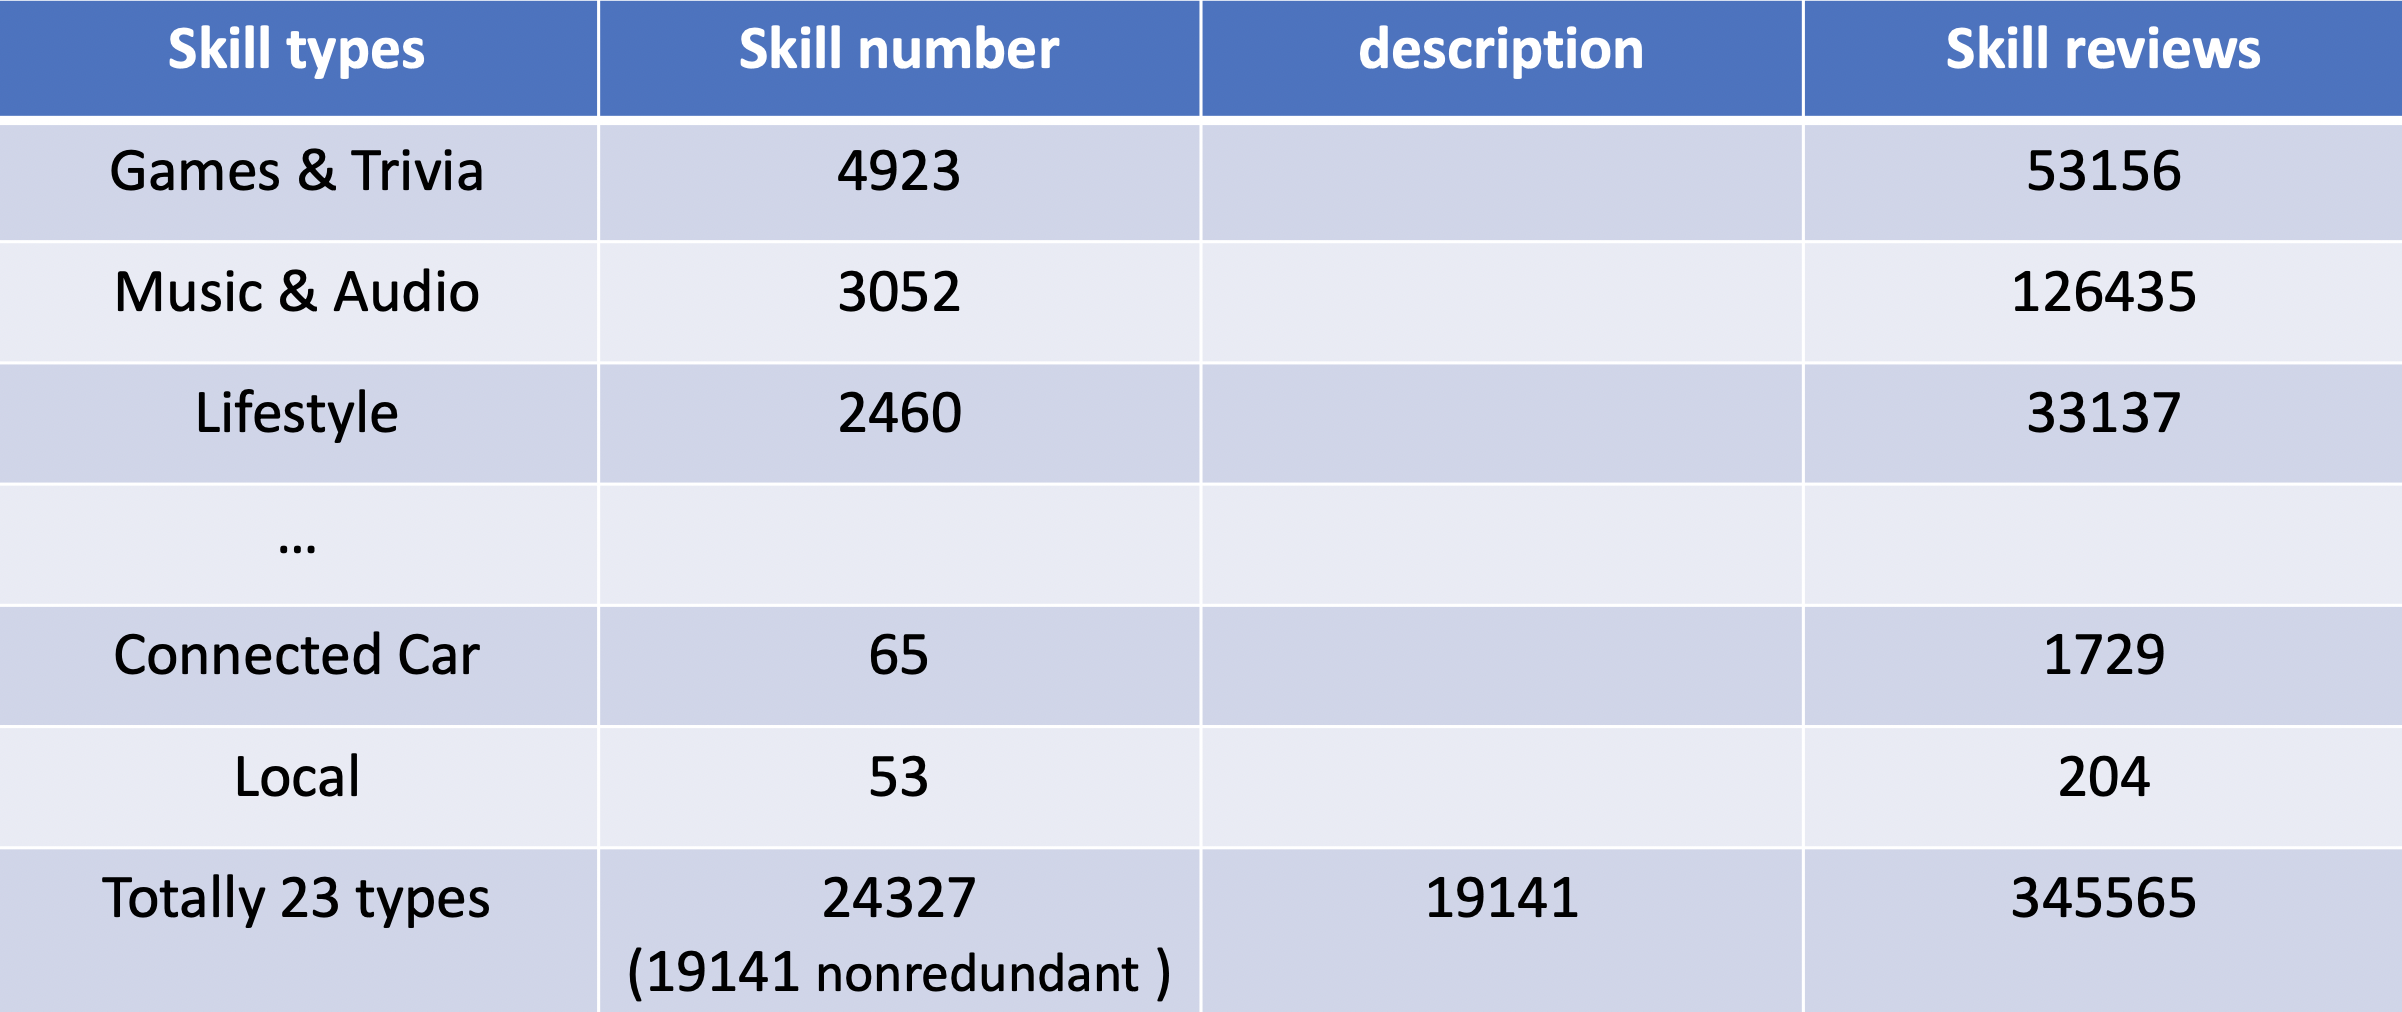 Skill types Skill number description Skill reviews
Games & Trivia 4923 53156
Music & Audio 3052 126435
Lifestyle 2460 33137
...
Connected Car 65 1729
Local 53 204
Totally 23 types 24327 19141 345565
(19141 nonredundant )